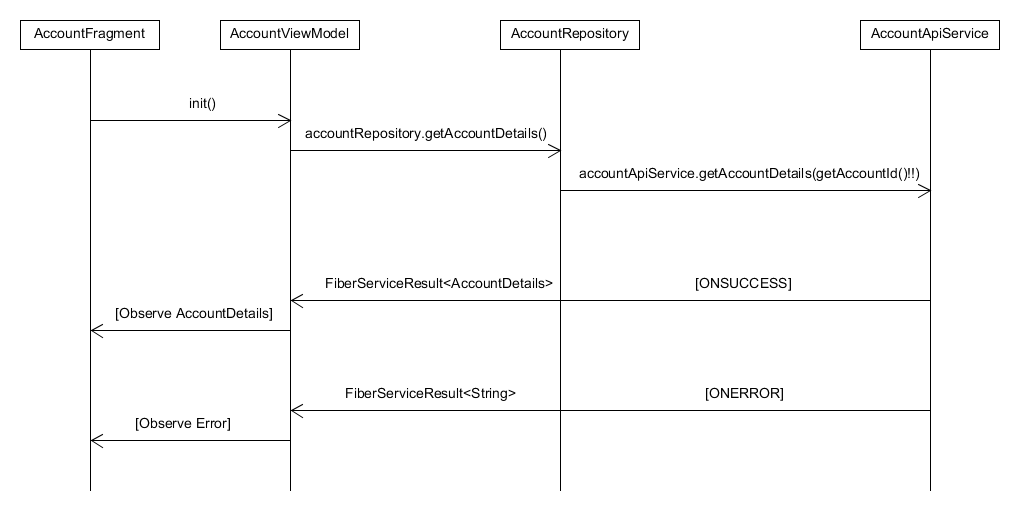 AccountFragment
AccountViewModel
AccountRepository
AccountApiService
init()
accountRepository.getAccountDetails()
accountApiService.getAccountDetails(getAccountId()!!)
FiberServiceResult<AccountDetails>
[ONSUCCESS]
[Observe AccountDetails]
FiberServiceResult<String>
[ONERROR]
[Observe Error]